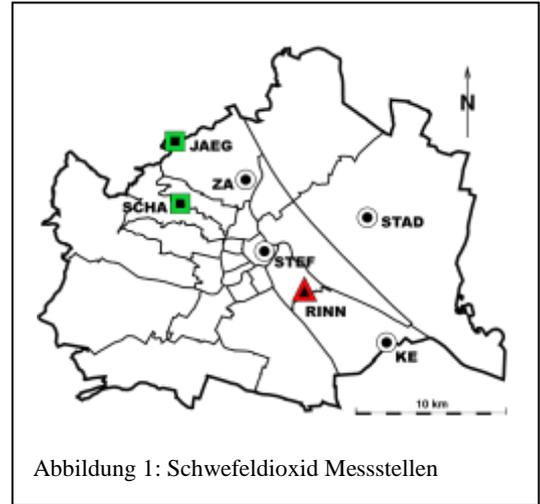 N
JAEG
ZA
SCHA
STAD
STEF
RINN
KE
10 km
Abbildung 1: Schwefeldioxid Messstellen